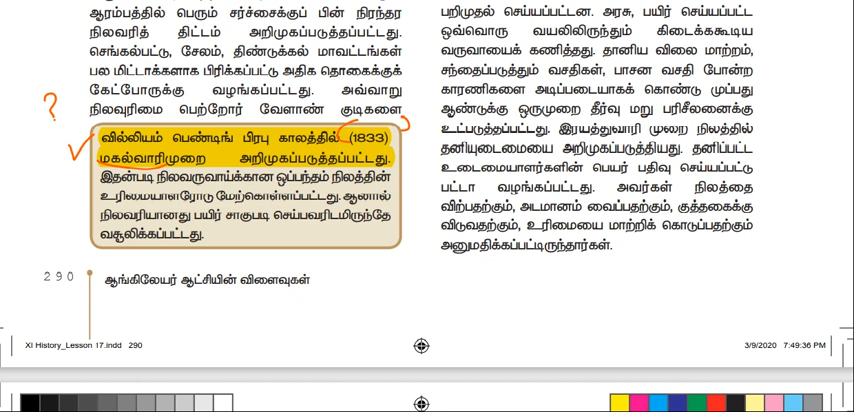 ஆரம்பத்தில் பெரும் சர்ச்சைக்குப் பின் நிரந்தர
நிலவரித் திட்டம் அறிமுகப்படுத்தப்பட்டது.
செங்கல்பட்டு, சேலம், திண்டுக்கல் மாவட்டங்கள்
பல மிட்டாக்களாக பிரிக்கப்பட்டு அதிக தொகைக்குக்
கேட்போருக்கு வழங்கப்பட்டது. அவ்வாறு
நிலவுரிமை பெற்றோர் வேளாண் குடிகளை
?
வில்லியம் பெண்டிங் பிரபு காலத்தில் (1833)
மகல்வாரிமுறை அறிமுகப்படுத்தப்பட்டது.
இதன்படி நிலவருவாய்க்கான ஒப்பந்தம் நிலத்தின்
உரிமையாளரோடு மேற்கொள்ளப்பட்டது. ஆனால்
நிலவரியானது பயிர் சாகுபடி செய்பவரிடமிருந்தே
வசூலிக்கப்பட்டது.
பறிமுதல் செய்யப்பட்டன. அரசு, பயிர் செய்யப்பட்ட
ஒவ்வொரு வயலிலிருந்தும் கிடைக்ககூடிய
வருவாயைக் கணித்தது. தானிய விலை மாற்றம்,
சந்தைப்படுத்தும் வசதிகள், பாசன வசதி போன்ற
காரணிகளை அடிப்படையாகக் கொண்டு முப்பது
ஆண்டுக்கு ஒருமுறை தீர்வு மறு பரிசீலனைக்கு
உட்படுத்தப்பட்டது. இரயத்துவாரி முறை நிலத்தில்
தனியுடைமையை அறிமுகப்படுத்தியது. தனிப்பட்ட
உடைமையாளர்களின் பெயர் பதிவு செய்யப்பட்டு
பட்டா வழங்கப்பட்டது. அவர்கள் நிலத்தை
விற்பதற்கும், அடமானம் வைப்பதற்கும், குத்தகைக்கு
விடுவதற்கும், உரிமையை மாற்றிக் கொடுப்பதற்கும்
அனுமதிக்கப்பட்டிருந்தார்கள்.
290 ஆங்கிலேயர் ஆட்சியின் விளைவுகள்
XI History_Lesson 17.indd 290 3/9/2020 7:49:36 PM